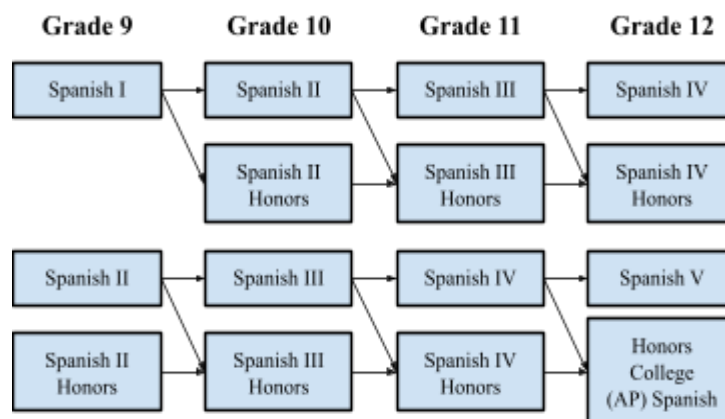 Grade 9 Grade 10 Grade 11 Grade 12
Spanish I Spanish II Spanish III Spanish IV
Spanish II Spanish III Spanish IV
Honors Honors Honors
Spanish II Spanish III Spanish IV Spanish V
Spanish II Spanish III Spanish IV Honors
Honors Honors Honors College
(AP) Spanish